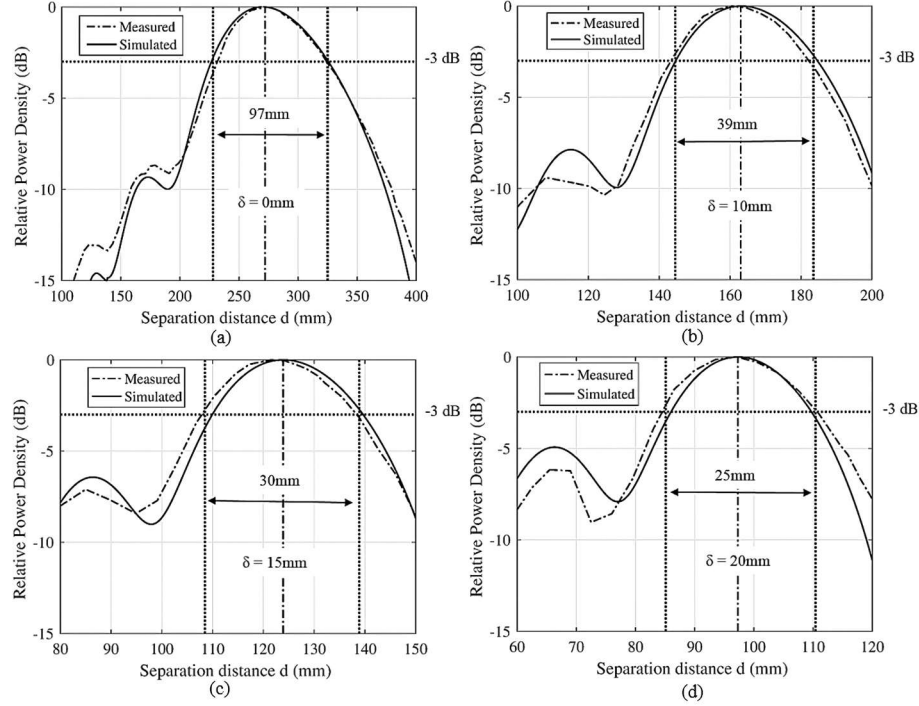 0
-5
-10
-15
Relative Power Density (dB)
Measured
Simulated
-3 dB
97mm
δ = 0mm
100 150 200 250 300 350 400
Separation distance d (mm)
(a)
0
-5
-10
-15
Relative Power Density (dB)
Measured
Simulated
-3 dB
39mm
δ = 10mm
100 120 140 160 180 200
Separation distance d (mm)
(b)
0
-5
-10
-15
Relative Power Density (dB)
Measured
Simulated
-3 dB
30mm
δ = 15mm
80 90 100 110 120 130 140 150
Separation distance d (mm)
(c)
0
-5
-10
-15
Relative Power Density (dB)
Measured
Simulated
-3 dB
25mm
δ = 20mm
60 70 80 90 100 110 120
Separation distance d (mm)
(d)